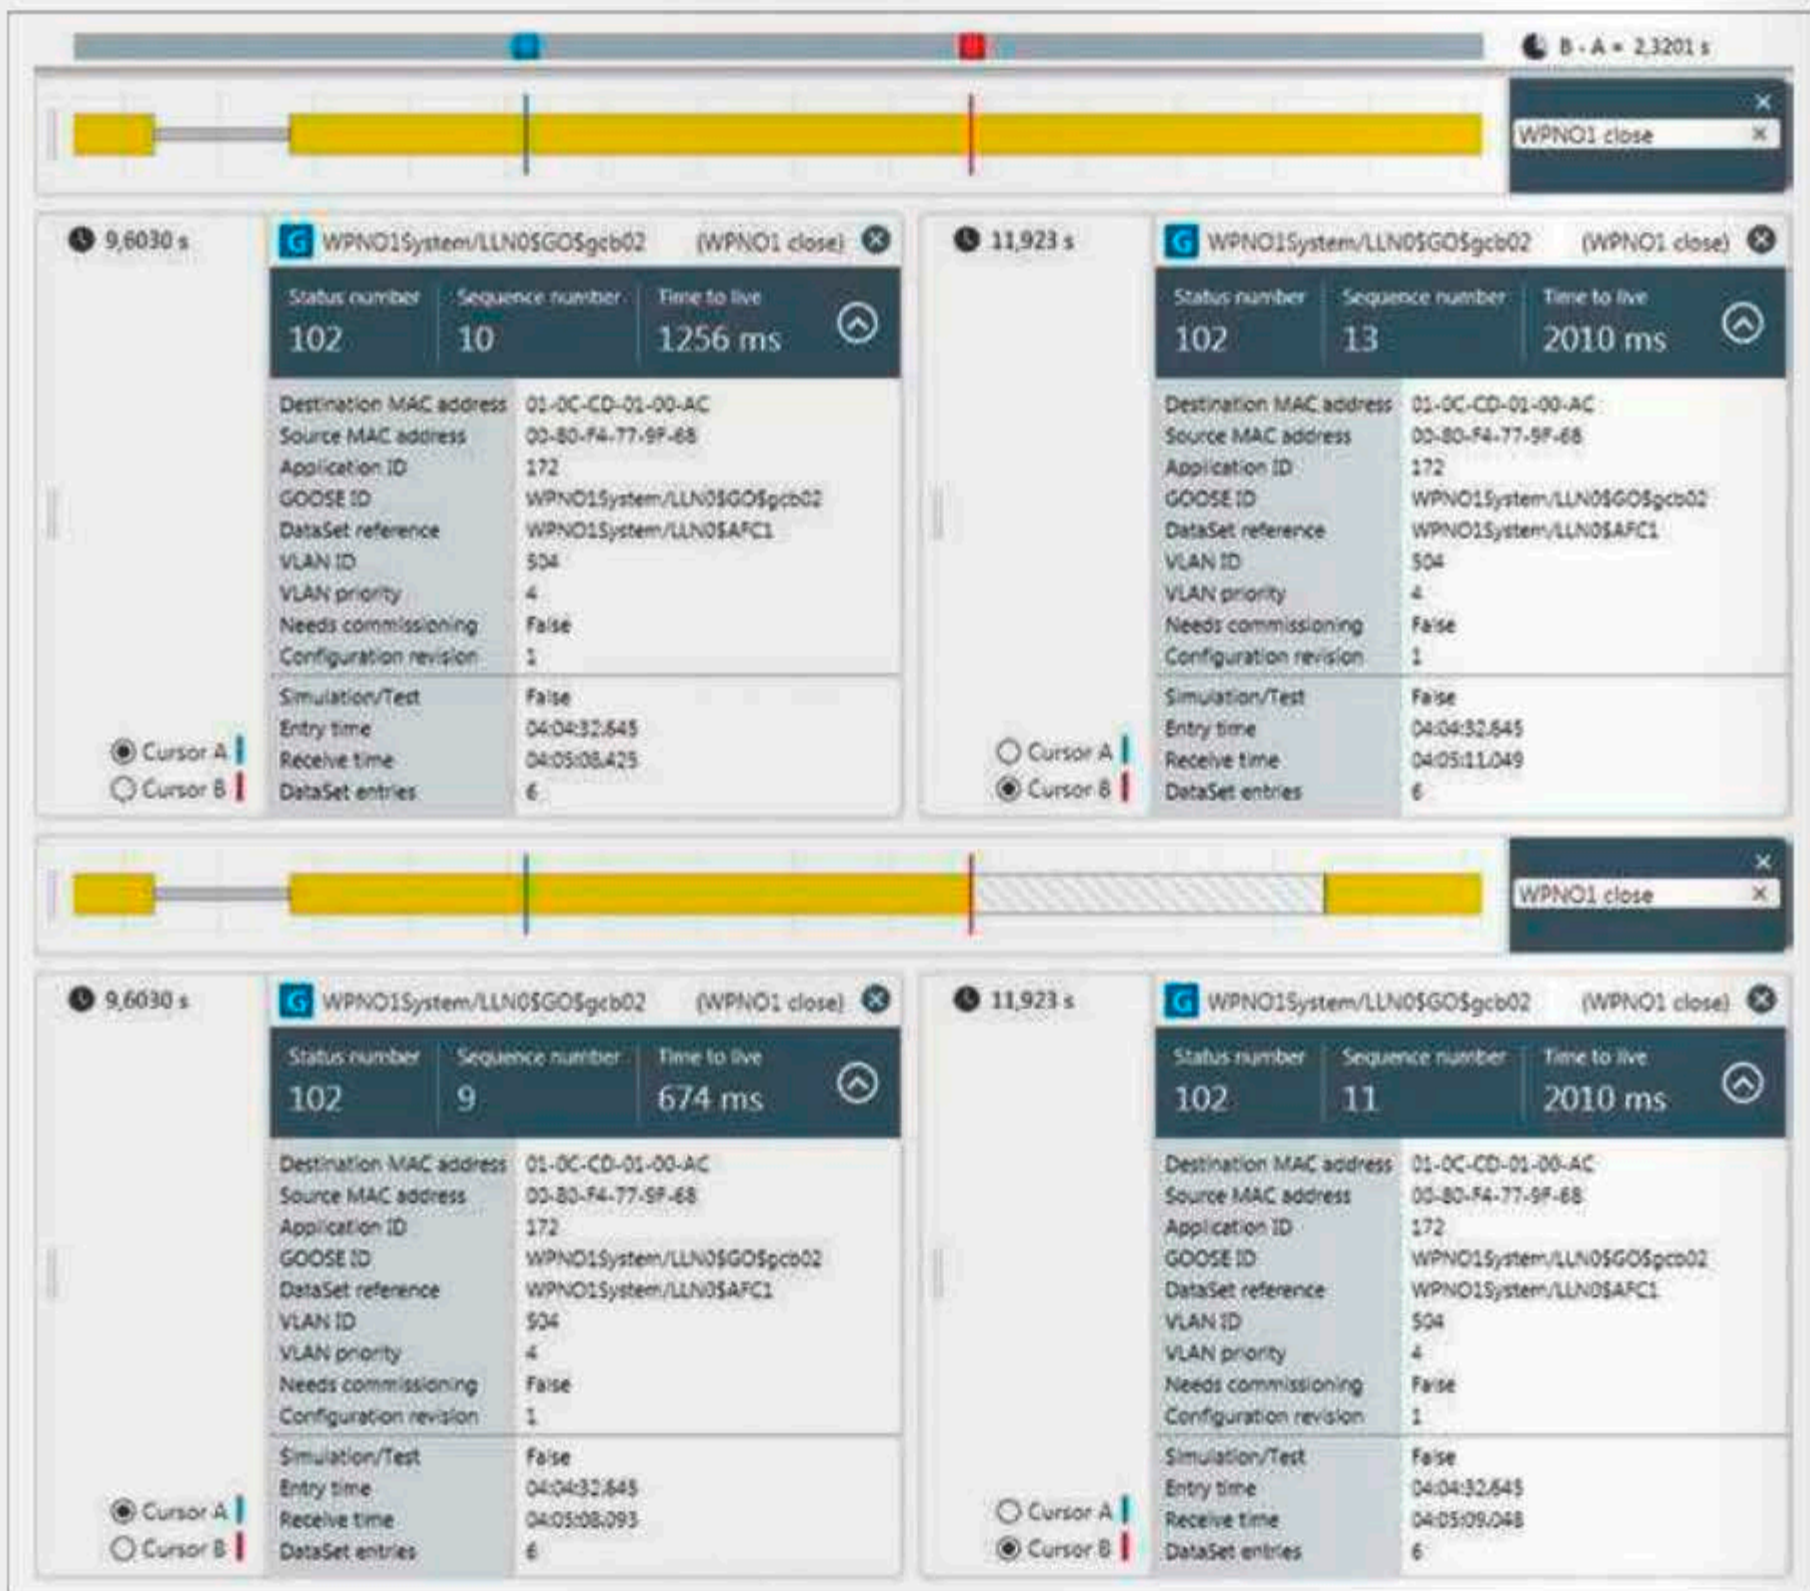 B - A = 2,3201 s
WPNO1 close
9,6030 s
WPNO1System/LLN0$GO$gcb02 (WPNO1 close)
Status number Sequence number Time to live
102 10 1256 ms
Destination MAC address 01-0C-CD-01-00-AC
Source MAC address 00-80-F4-77-9F-68
Application ID 172
GOOSE ID WPNO1System/LLN0$GO$gcb02
DataSet reference WPNO1System/LLN0$AFC1
VLAN ID 504
VLAN priority 4
Needs commissioning False
Configuration revision 1
Simulation/Test False
Entry time 04:04:32,645
Receive time 04:05:08,425
DataSet entries 6
Cursor A
Cursor B
11,923 s
WPNO1System/LLN0$GO$gcb02 (WPNO1 close)
Status number Sequence number Time to live
102 13 2010 ms
Destination MAC address 01-0C-CD-01-00-AC
Source MAC address 00-80-F4-77-9F-68
Application ID 172
GOOSE ID WPNO1System/LLN0$GO$gcb02
DataSet reference WPNO1System/LLN0$AFC1
VLAN ID 504
VLAN priority 4
Needs commissioning False
Configuration revision 1
Simulation/Test False
Entry time 04:04:32,645
Receive time 04:05:11,049
DataSet entries 6
Cursor A
Cursor B
WPNO1 close
9,6030 s
WPNO1System/LLN0$GO$gcb02 (WPNO1 close)
Status number Sequence number Time to live
102 9 674 ms
Destination MAC address 01-0C-CD-01-00-AC
Source MAC address 00-80-F4-77-9F-68
Application ID 172
GOOSE ID WPNO1System/LLN0$GO$gcb02
DataSet reference WPNO1System/LLN0$AFC1
VLAN ID 504
VLAN priority 4
Needs commissioning False
Configuration revision 1
Simulation/Test False
Entry time 04:04:32,645
Receive time 04:05:08,093
DataSet entries 6
Cursor A
Cursor B
11,923 s
WPNO1System/LLN0$GO$gcb02 (WPNO1 close)
Status number Sequence number Time to live
102 11 2010 ms
Destination MAC address 01-0C-CD-01-00-AC
Source MAC address 00-80-F4-77-9F-68
Application ID 172
GOOSE ID WPNO1System/LLN0$GO$gcb02
DataSet reference WPNO1System/LLN0$AFC1
VLAN ID 504
VLAN priority 4
Needs commissioning False
Configuration revision 1
Simulation/Test False
Entry time 04:04:32,645
Receive time 04:05:09,048
DataSet entries 6
Cursor A
Cursor B